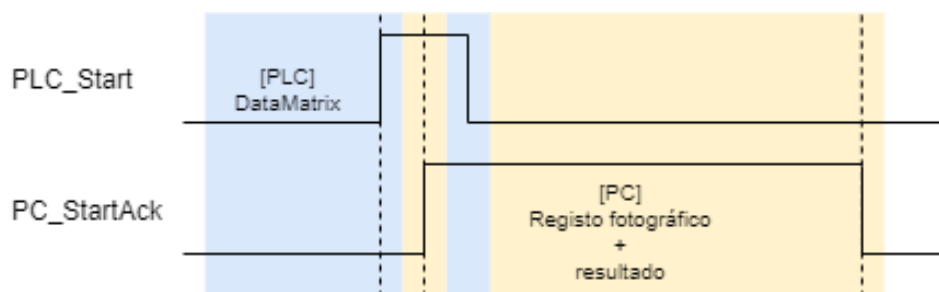 PLC_Start
[PLC]
DataMatrix
PC_StartAck
[PC]
Registo fotográfico
+
resultado